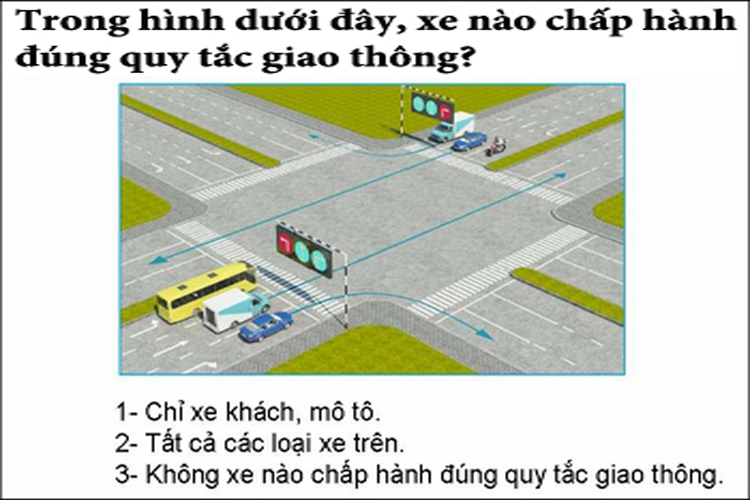 Trong hình dưới đây, xe nào chấp hành
đúng quy tắc giao thông?
1- Chỉ xe khách, mô tô.
2- Tất cả các loại xe trên.
3- Không xe nào chấp hành đúng quy tắc giao thông.